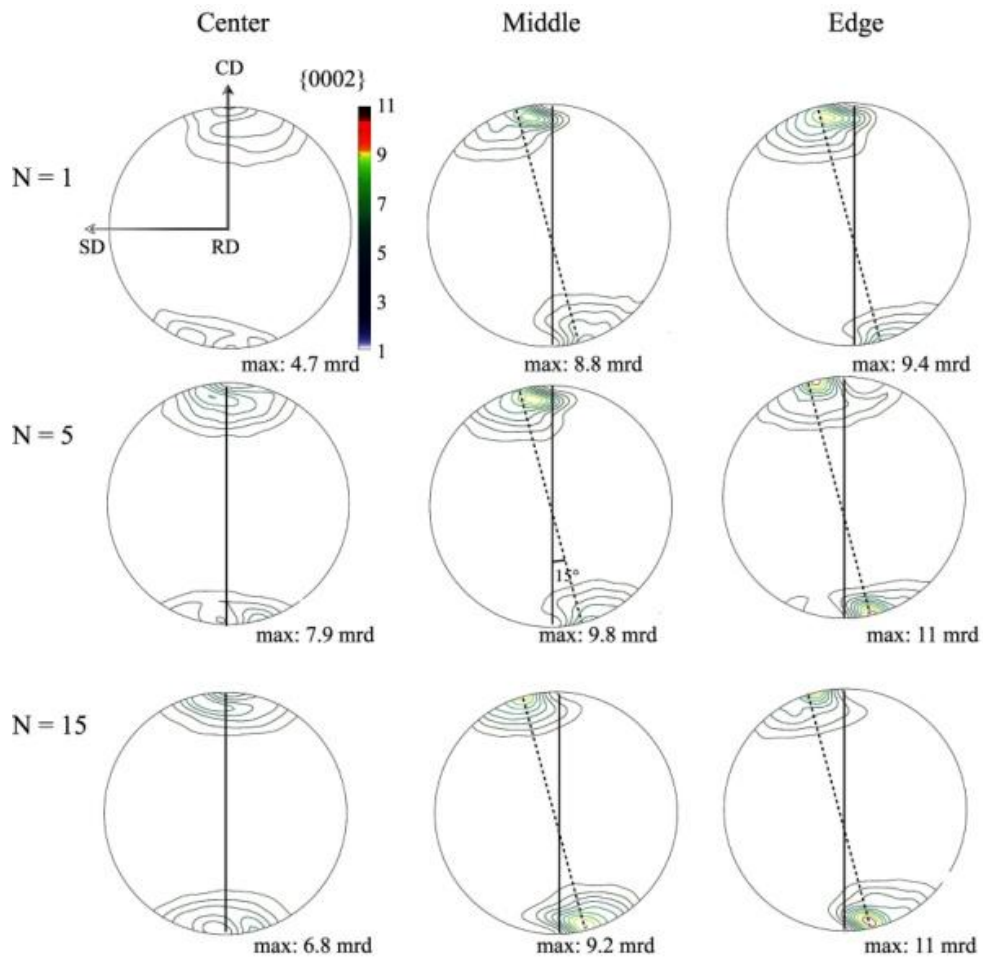 Center Middle Edge
CD
{0002}
11
9
7
5
3
1
N = 1
SD RD
max: 4.7 mrd max: 8.8 mrd max: 9.4 mrd
N = 5
15°
max: 7.9 mrd max: 9.8 mrd max: 11 mrd
N = 15
max: 6.8 mrd max: 9.2 mrd max: 11 mrd